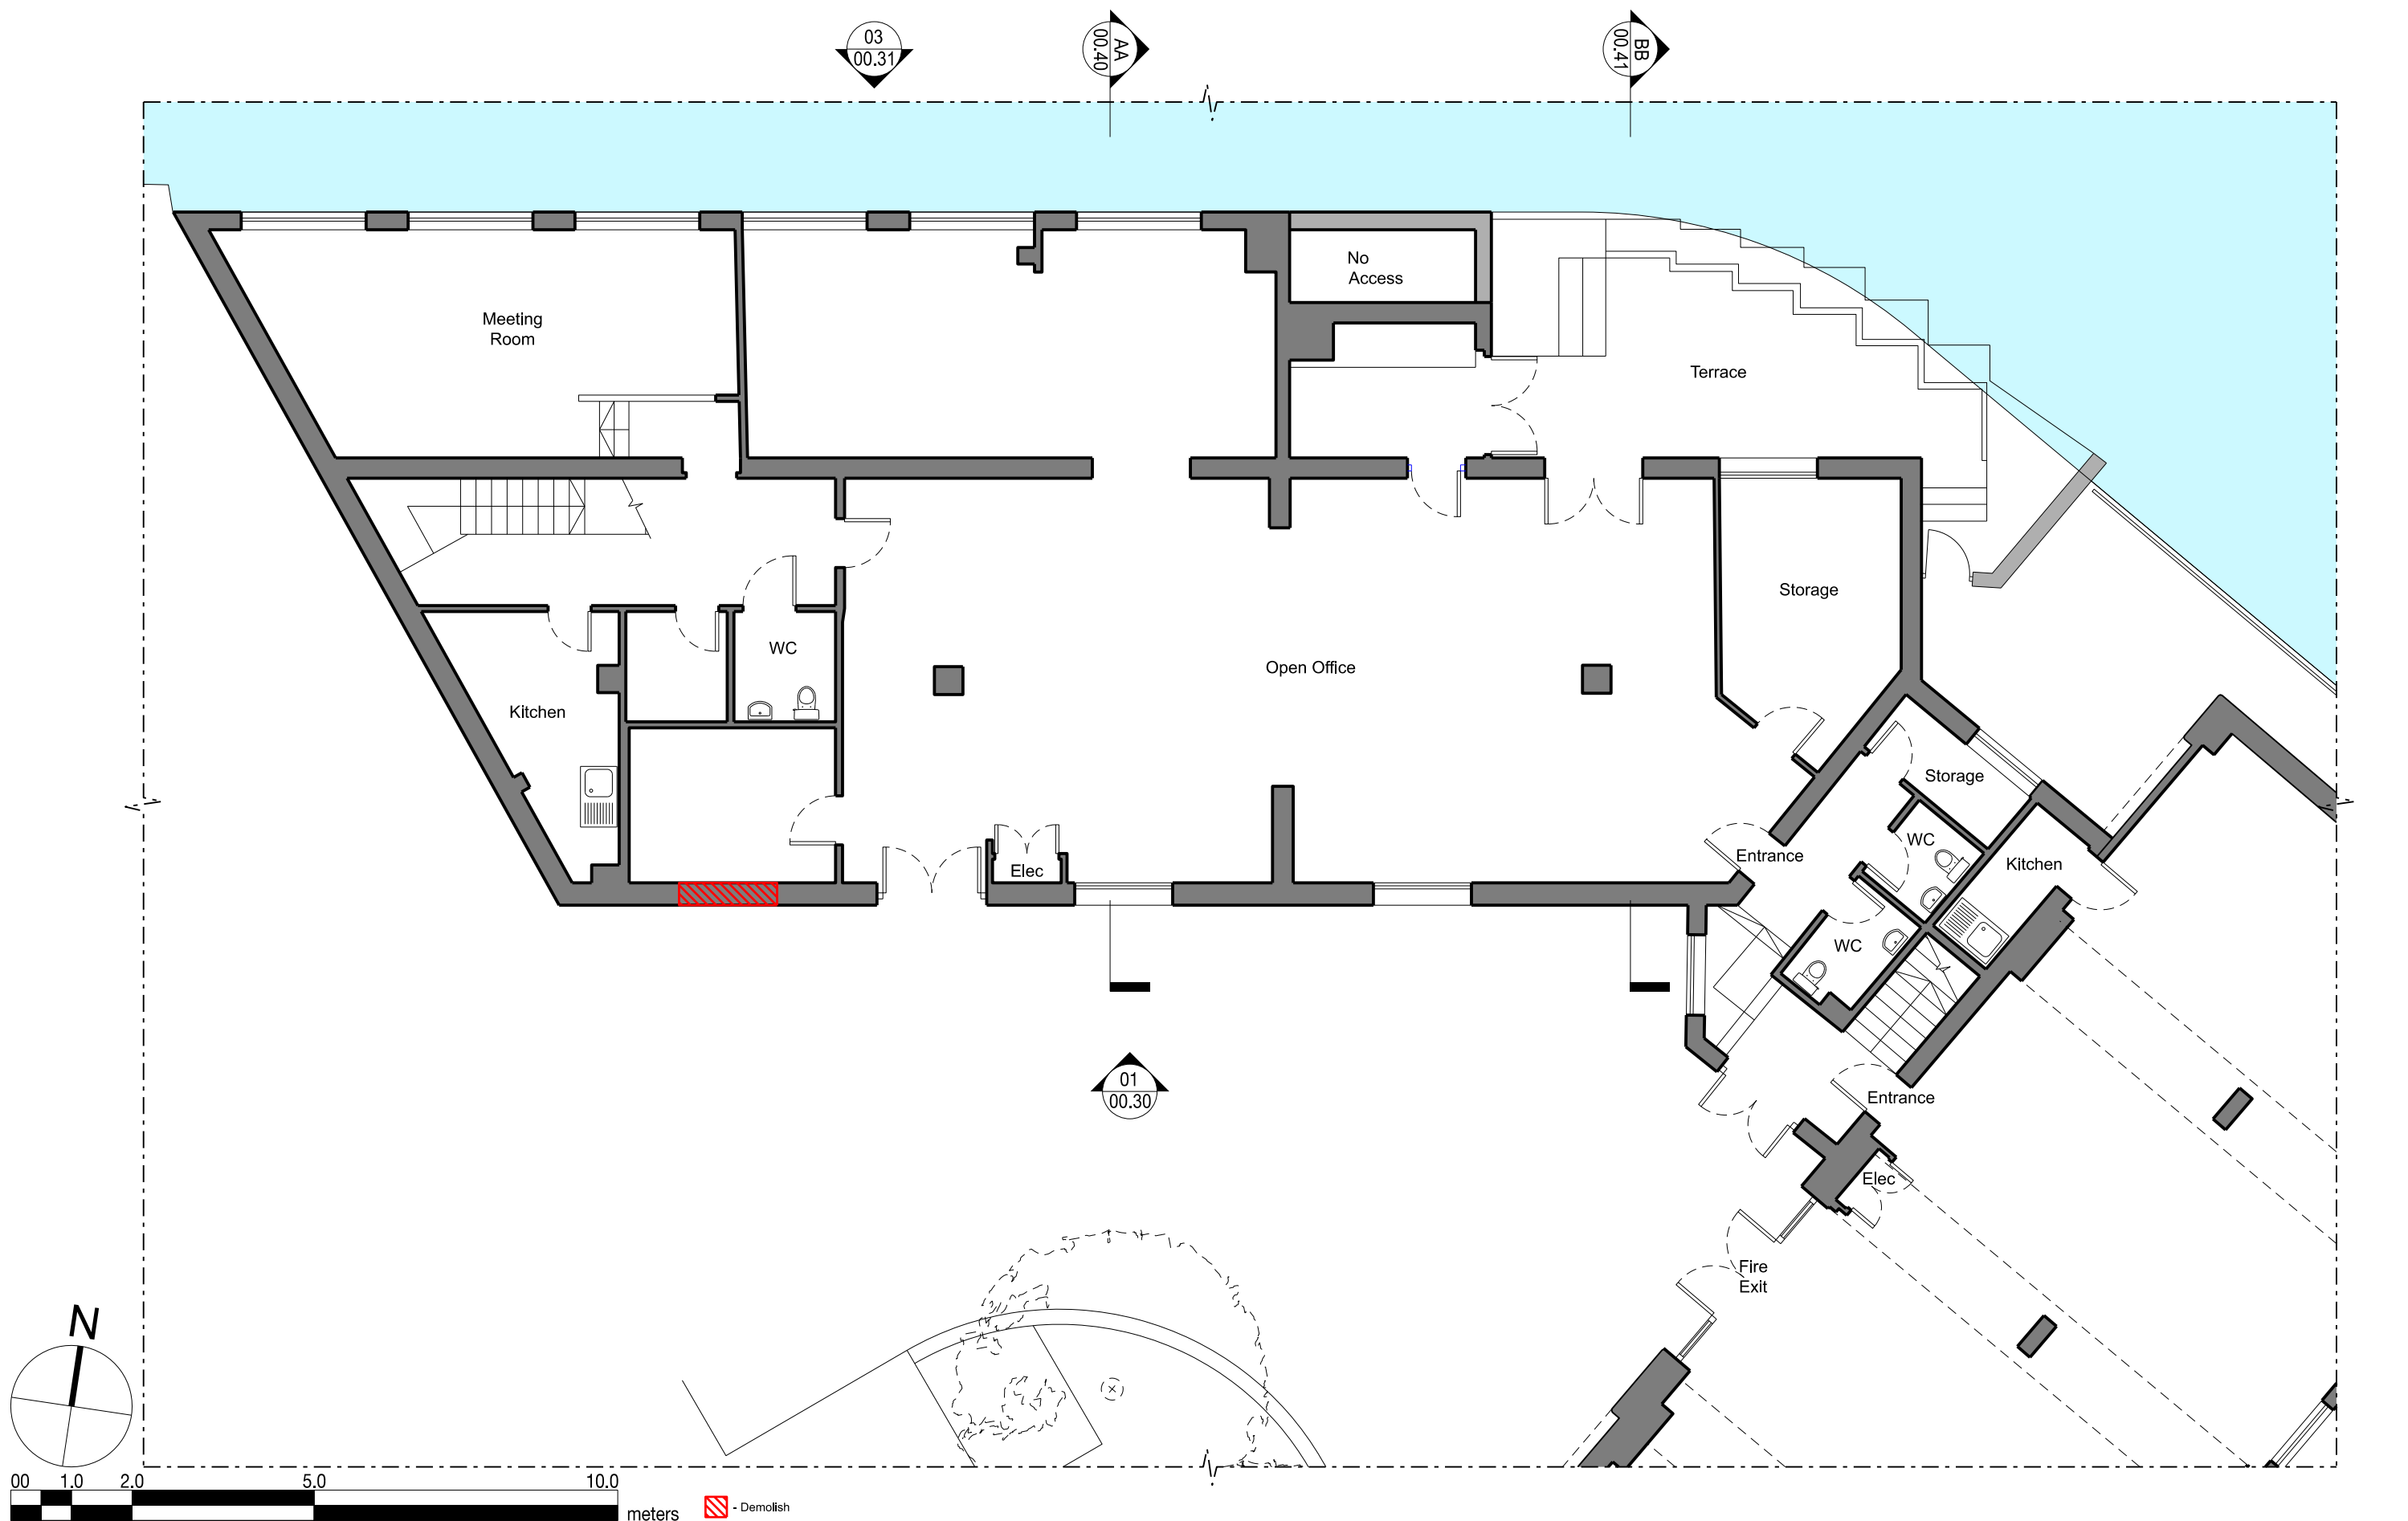 03
00.31
AA
00.40
BB
00.41
No
Access
Meeting
Room
Terrace
Storage
WC
Open Office
Kitchen
Storage
WC
Entrance
Kitchen
Elec
WC
01
00.30
Entrance
Elec
Fire
Exit
N
00 1.0 2.0 5.0 10.0
meters
- Demolish